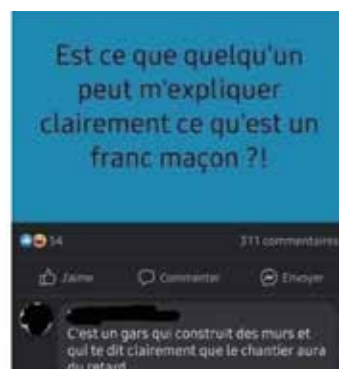 Est ce que quelqu'un
peut m'expliquer
clairement ce qu'est un
franc maçon ?!
54
311 commentaires
J'aime
Commenter
Envoyer
C'est un gars qui construit des murs et
qui te dit clairement que le chantier aura
du retard